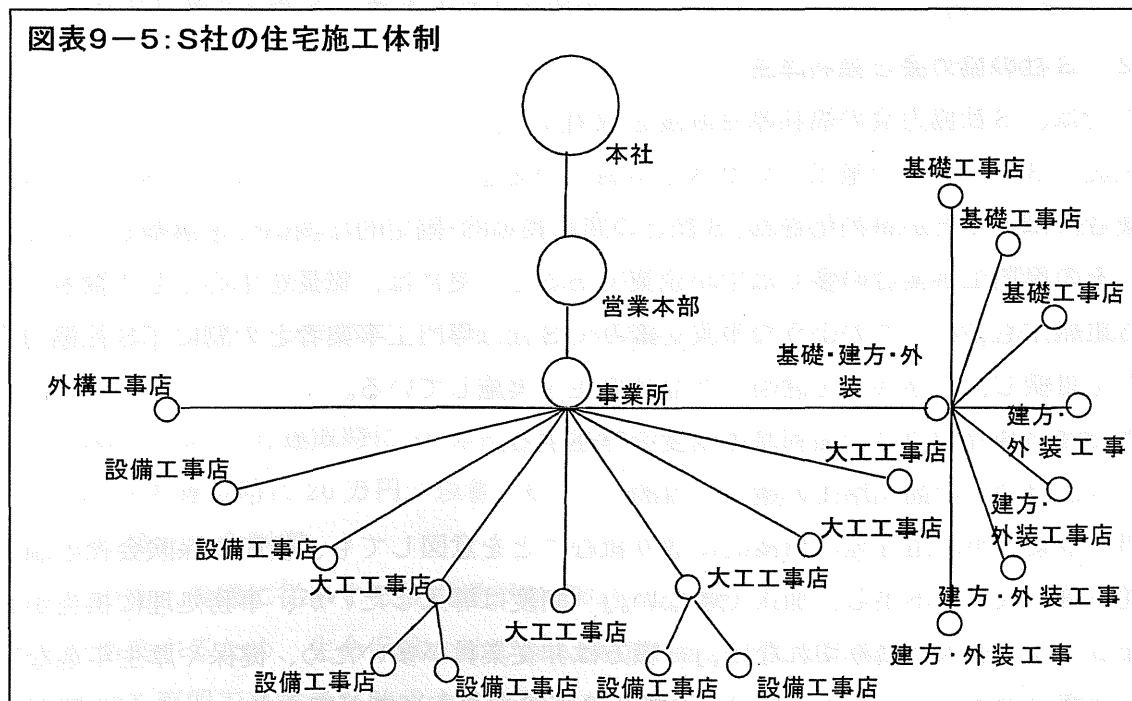 図表9－5：S社の住宅施工体制
本社
営業本部
事業所
基礎・建方・外
装
基礎工事店
基礎工事店
基礎工事店
建方・
外装工事
建方・
外装工事店
建方・外装工事
建方・外装工事
外構工事店
設備工事店
設備工事店
大工工事店
設備工事店
設備工事店
大工工事店
大工工事店
設備工事店
設備工事店
大工工事店
大工工事店